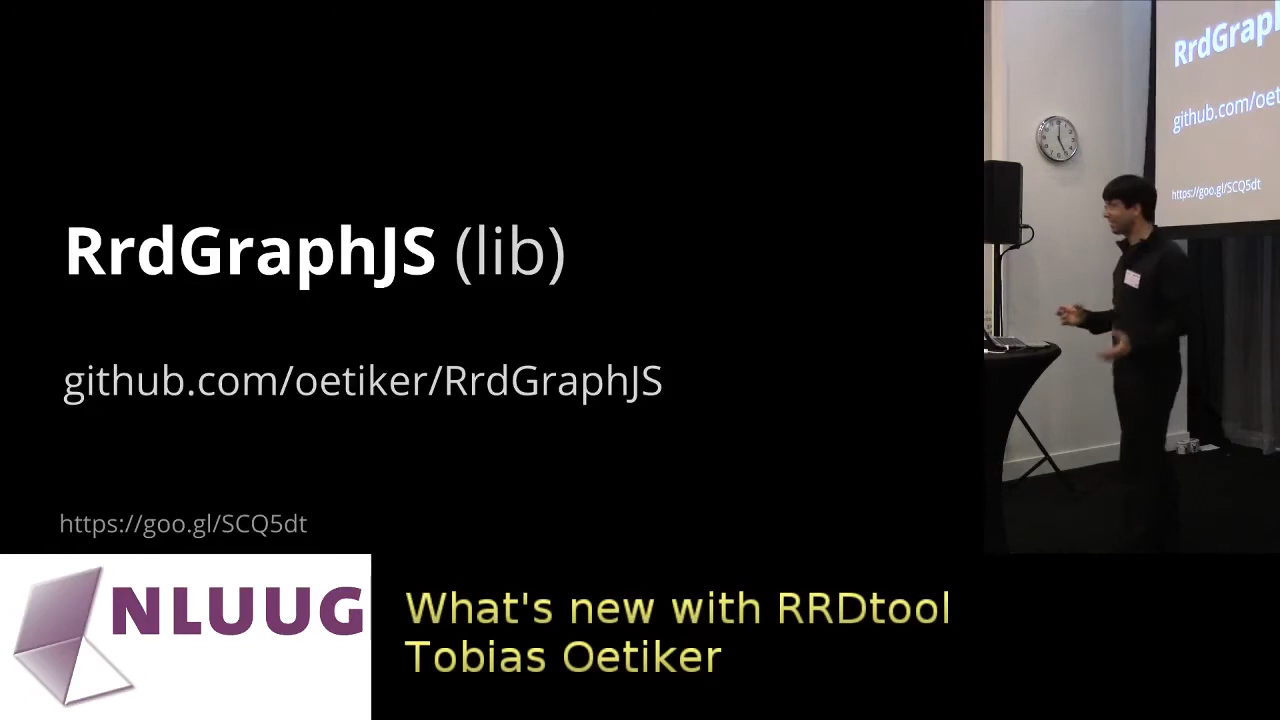 RrdGraphJS (lib)
github.com/oetiker/RrdGraphJS
https://goo.gl/SCQ5dt
RrdGrap
github.com/oet
https://goo.gl/SCQ5dt
NLUUG
What's new with RRDtool
Tobias Oetiker